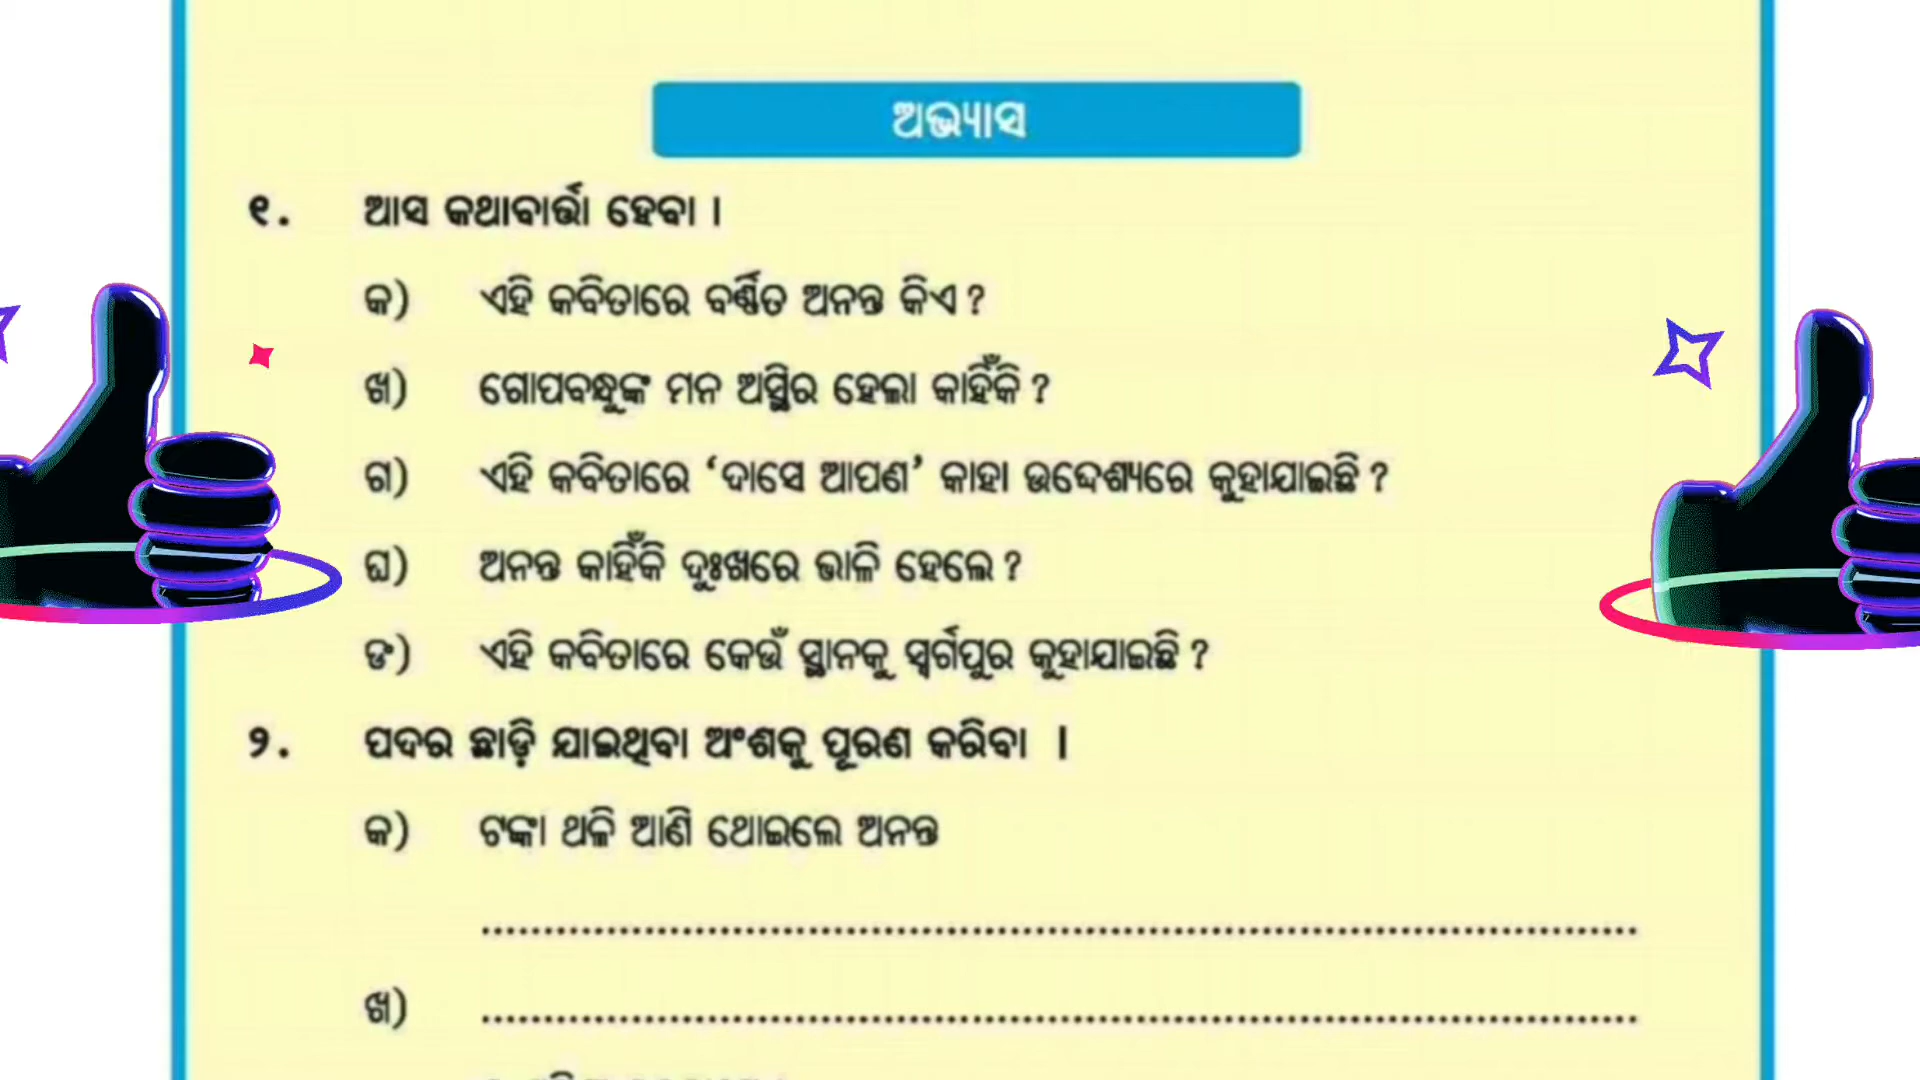 ଅଭ୍ୟାସ
୧. ଆସ କଥାବାର୍ତ୍ତା ହେବା ।
କ) ଏହି କବିତାରେ ବର୍ଣ୍ଣିତ ଅନନ୍ତ କିଏ ?
ଖ) ଗୋପବନ୍ଧୁଙ୍କ ମନ ଅସ୍ଥିର ହେଲା କାହିଁକି ?
ଗ) ଏହି କବିତାରେ ‘ଦାସେ ଆପଣ’ କାହା ଉଦ୍ଦେଶ୍ୟରେ କୁହାଯାଇଛି ?
ଘ) ଅନନ୍ତ କାହିଁକି ଦୁଃଖରେ ଭାଳି ହେଲେ ?
ଙ) ଏହି କବିତାରେ କେଉଁ ସ୍ଥାନକୁ ସ୍ୱର୍ଗପୁର କୁହାଯାଇଛି ?
୨. ପଦର ଛାଡ଼ି ଯାଇଥିବା ଅଂଶକୁ ପୂରଣ କରିବା ।
କ) ଟଙ୍କା ଥଳି ଆଣି ଥୋଇଲେ ଅନନ୍ତ
................................................................................
ଖ) ................................................................................